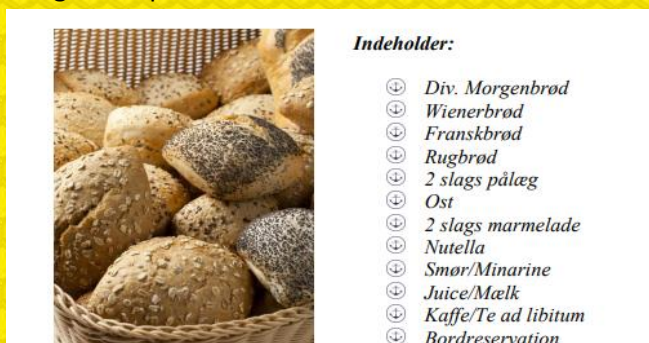 Indeholder:
Div. Morgenbrød
Wienerbrød
Franskbrød
Rugbrød
2 slags pålæg
Ost
2 slags marmelade
Nutella
Smør/Minarine
Juice/Mælk
Kaffe/Te ad libitum
Bordreservation